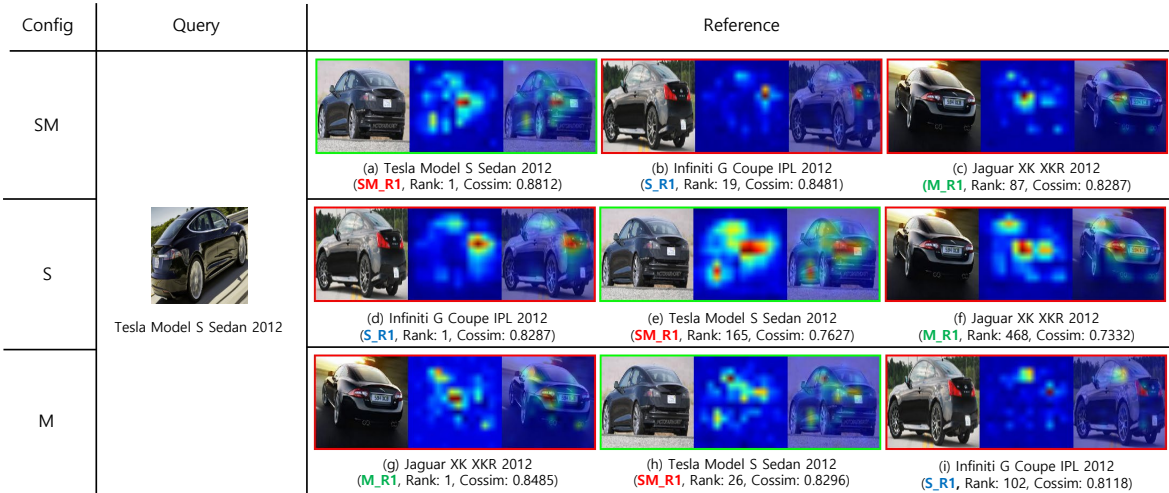 Config Query Reference
SM
(a) Tesla Model S Sedan 2012
(SM_R1, Rank: 1, Cossim: 0.8812)
(b) Infiniti G Coupe IPL 2012
(S_R1, Rank: 19, Cossim: 0.8481)
(c) Jaguar XK XKR 2012
(M_R1, Rank: 87, Cossim: 0.8287)
S
Tesla Model S Sedan 2012
(d) Infiniti G Coupe IPL 2012
(S_R1, Rank: 1, Cossim: 0.8287)
(e) Tesla Model S Sedan 2012
(SM_R1, Rank: 165, Cossim: 0.7627)
(f) Jaguar XK XKR 2012
(M_R1, Rank: 468, Cossim: 0.7332)
M
(g) Jaguar XK XKR 2012
(M_R1, Rank: 1, Cossim: 0.8485)
(h) Tesla Model S Sedan 2012
(SM_R1, Rank: 26, Cossim: 0.8296)
(i) Infiniti G Coupe IPL 2012
(S_R1, Rank: 102, Cossim: 0.8118)